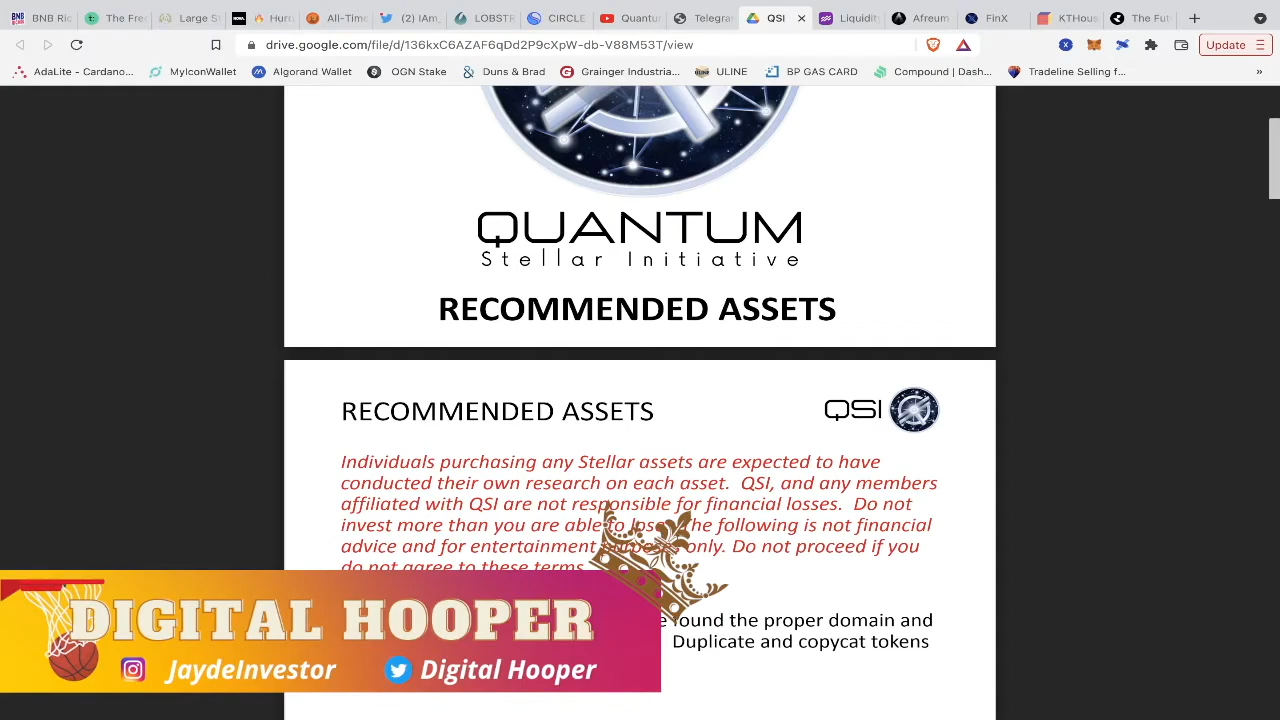 BNB Ric
The Free
Large S
Huru
All-Time
(2) IAm_
LOBSTR
CIRCLE
Quantu
Telegra
QSI
Liquidity
Afreum
FinX
KTHous
The Fut
drive.google.com/file/d/136kxC6AZAF6qDd2P9cXpW-db-V88M53T/view
Update
AdaLite - Cardano...
MyIconWallet
Algorand Wallet
OGN Stake
Duns & Brad
Grainger Industria...
ULINE
BP GAS CARD
Compound | Dash...
Tradeline Selling f...
»
QUANTUM
Stellar Initiative
RECOMMENDED ASSETS
RECOMMENDED ASSETS
QSI
Individuals purchasing any Stellar assets are expected to have
conducted their own research on each asset. QSI, and any members
affiliated with QSI are not responsible for financial losses. Do not
invest more than you are able to lose. The following is not financial
advice and for entertainment purposes only. Do not proceed if you
do not agree to these terms.
found the proper domain and
Duplicate and copycat tokens
DIGITAL HOOPER
JaydeInvestor
Digital Hooper